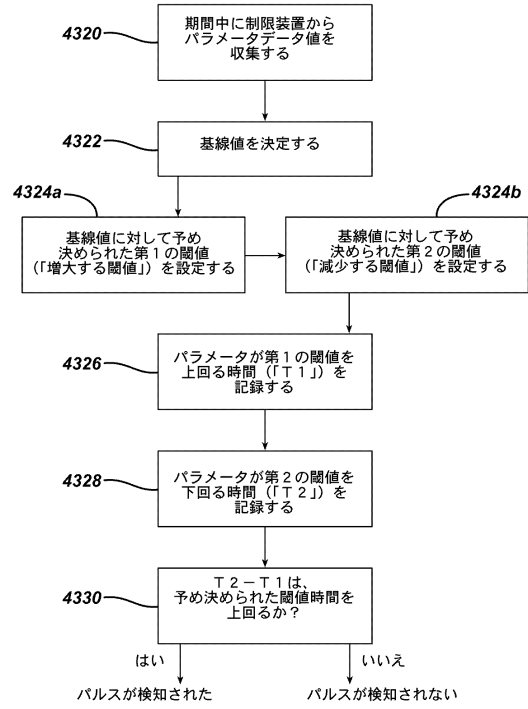 4320
期間中に制限装置から
パラメータデータ値を
収集する
4322
基線値を決定する
4324a
4324b
基線値に対して予め
決められた第1の閾値
(「増大する閾値」)を設定する
基線値に対して予め
決められた第2の閾値
(「減少する閾値」)を設定する
4326
パラメータが第1の閾値を
上回る時間(「T1」)を
記録する
4328
パラメータが第2の閾値を
下回る時間(「T2」)を
記録する
4330
T2-T1は、
予め決められた閾値時間を
上回るか?
はい
いいえ
パルスが検知された
パルスが検知されない